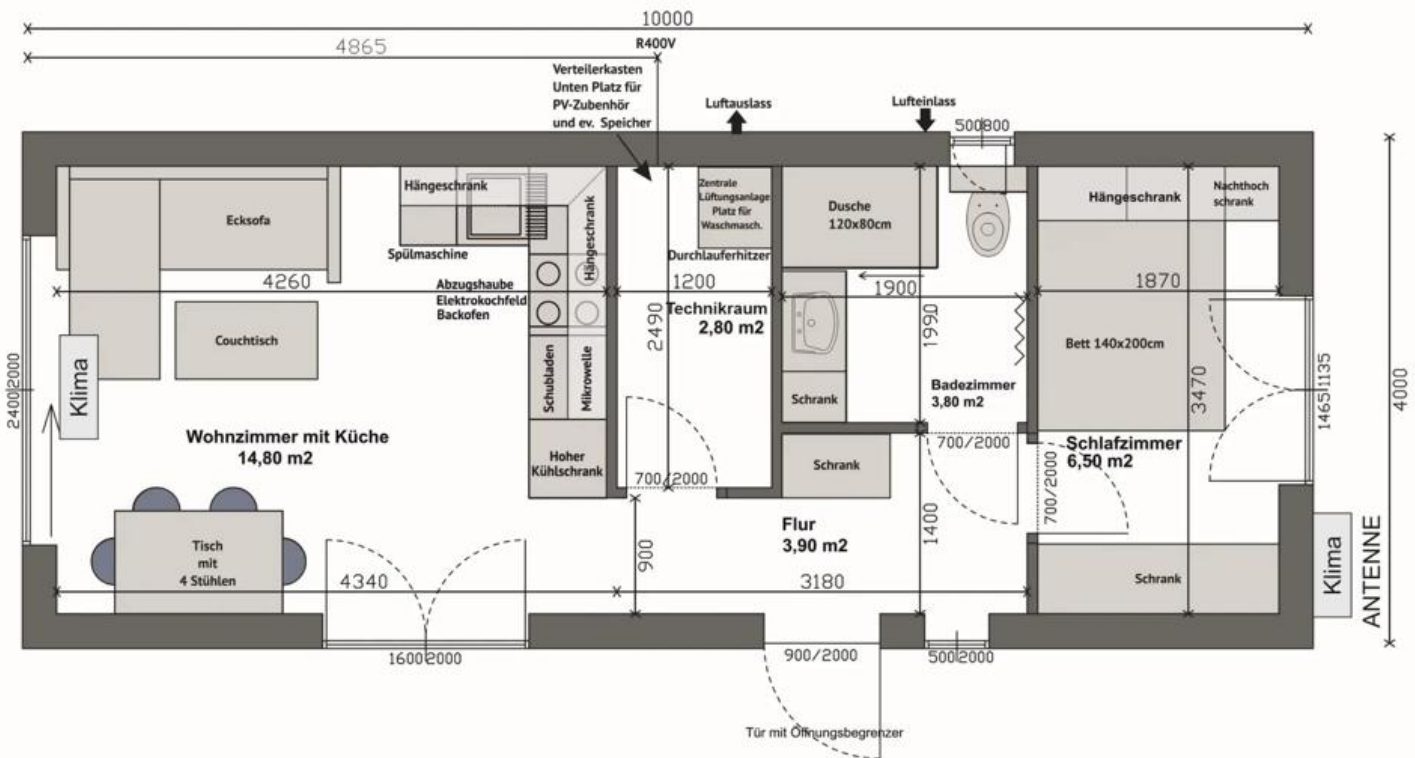 10000
4865
R400V
Verteilerkasten
Unten Platz für
PV-Zubenhör
und ev. Speicher
Luftauslass
Lufteinlass
500800
Hängeschrank
Hängeschrank
Zentrale
Lüftungsanlage
Platz für
Waschmasch.
Dusche
120x80cm
Hängeschrank
Nachthoch
schrank
Ecksofa
Spülmaschine
Durchlauferhitzer
4260
Abzugshaube
Elektrokochfeld
Backofen
1200
1900
1870
Technikraum
2,80 m2
2490
1990
Couchtisch
Bett 140x200cm
Klima
2400|2000
Schubladen
Mikrowelle
Schrank
Badezimmer
3,80 m2
3470
1465|1135
4000
Wohnzimmer mit Küche
14,80 m2
Hoher
Kühlschrank
700/2000
Schrank
700/2000
700/2000
Schlafzimmer
6,50 m2
Flur
3,90 m2
900
1400
Tisch
mit
4 Stühlen
4340
3180
Schrank
Klima
ANTENNE
1600|2000
900/2000
500|2000
Tür mit Öffnungsbegrenzer